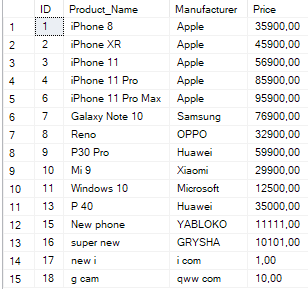 ID Product_Name Manufacturer Price
1 1 iPhone 8 Apple 35900,00
2 2 iPhone XR Apple 45900,00
3 3 iPhone 11 Apple 56900,00
4 4 iPhone 11 Pro Apple 85900,00
5 6 iPhone 11 Pro Max Apple 95900,00
6 7 Galaxy Note 10 Samsung 76900,00
7 8 Reno OPPO 32900,00
8 9 P30 Pro Huawei 59900,00
9 10 Mi 9 Xiaomi 29900,00
10 11 Windows 10 Microsoft 12500,00
11 13 P 40 Huawei 35000,00
12 15 New phone YABLOKO 11111,00
13 16 super new GRYSHA 10101,00
14 17 new i i com 1,00
15 18 g cam qww com 10,00